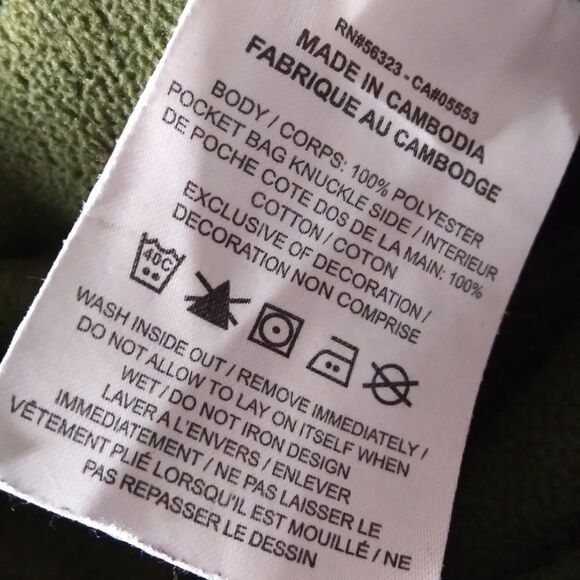 RN#56323 - CA#05553
MADE IN CAMBODIA
FABRIQUE AU CAMBODGE
BODY / CORPS: 100% POLYESTER
POCKET BAG KNUCKLE SIDE / INTERIEUR
DE POCHE COTE DOS DE LA MAIN: 100%
COTTON / COTON
EXCLUSIVE OF DECORATION /
DECORATION NON COMPRISE
40C
WASH INSIDE OUT / REMOVE IMMEDIATELY /
DO NOT ALLOW TO LAY ON ITSELF WHEN
WET / DO NOT IRON DESIGN
LAVER A L'ENVERS / ENLEVER
IMMEDIATEMENT / NE PAS LAISSER LE
VÊTEMENT PLIÉ LORSQU'IL EST MOUILLÉ / NE
PAS REPASSER LE DESSIN